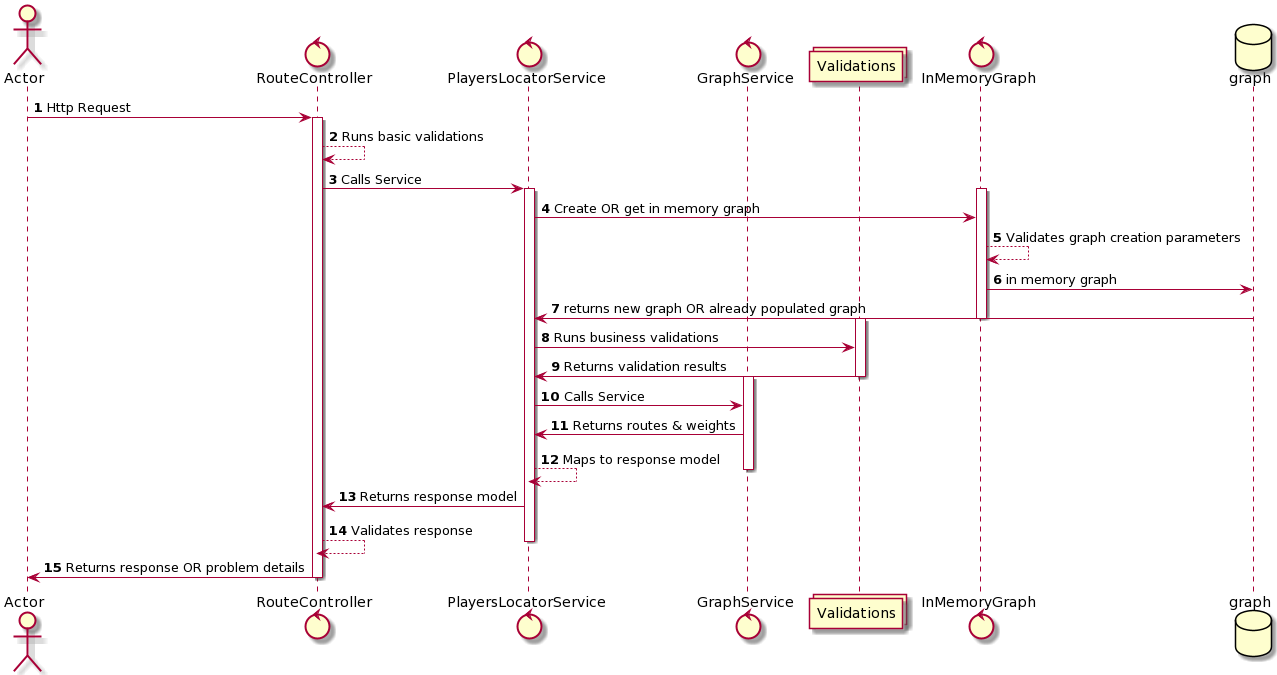 Actor
RouteController
PlayersLocatorService
GraphService
Validations
InMemoryGraph
graph
1 Http Request
2 Runs basic validations
3 Calls Service
4 Create OR get in memory graph
5 Validates graph creation parameters
6 in memory graph
7 returns new graph OR already populated graph
8 Runs business validations
9 Returns validation results
10 Calls Service
11 Returns routes & weights
12 Maps to response model
13 Returns response model
14 Validates response
15 Returns response OR problem details
Actor
RouteController
PlayersLocatorService
GraphService
Validations
InMemoryGraph
graph